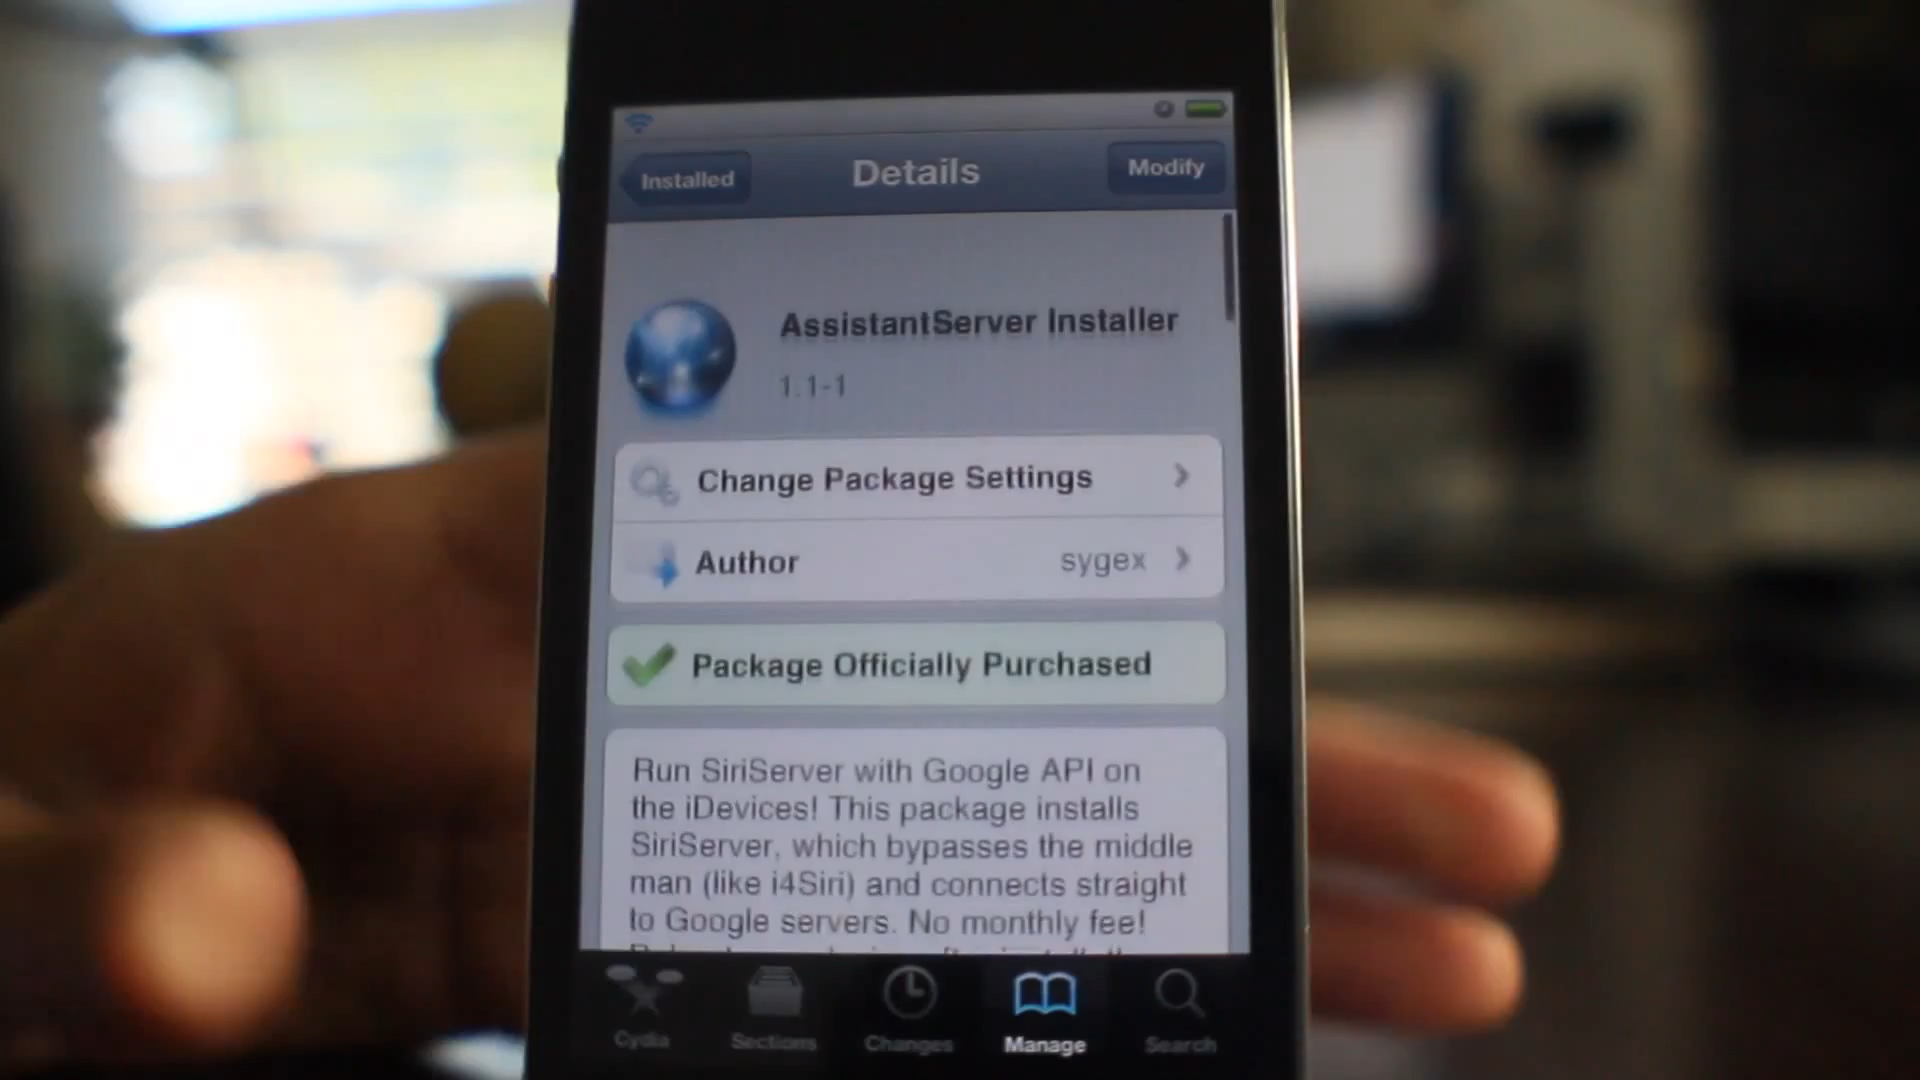 Installed
Details
Modify
AssistantServer Installer
1.1-1
Change Package Settings
Author
sygex
Package Officially Purchased
Run SiriServer with Google API on
the iDevices! This package installs
SiriServer, which bypasses the middle
man (like i4Siri) and connects straight
to Google servers. No monthly fee!
Cydia
Sections
Changes
Manage
Search